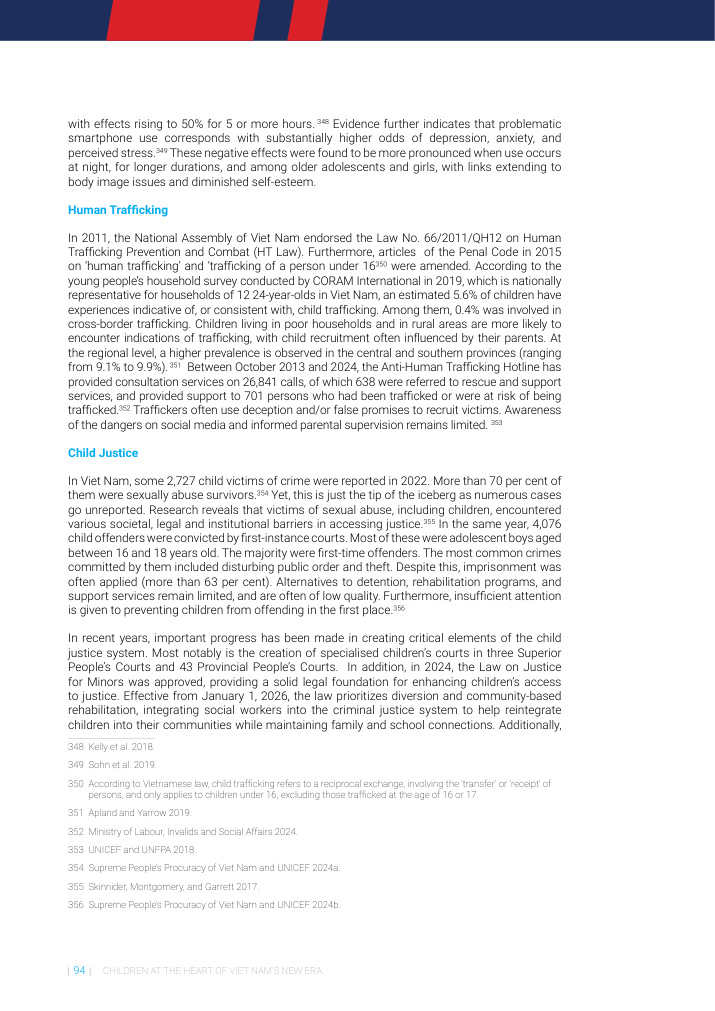 with effects rising to 50% for 5 or more hours. 348 Evidence further indicates that problematic
smartphone use corresponds with substantially higher odds of depression, anxiety, and
perceived stress.349 These negative effects were found to be more pronounced when use occurs
at night, for longer durations, and among older adolescents and girls, with links extending to
body image issues and diminished self-esteem.
Human Trafficking
In 2011, the National Assembly of Viet Nam endorsed the Law No. 66/2011/QH12 on Human
Trafficking Prevention and Combat (HT Law). Furthermore, articles of the Penal Code in 2015
on 'human trafficking' and 'trafficking of a person under 16350 were amended. According to the
young people's household survey conducted by CORAM International in 2019, which is nationally
representative for households of 12 24-year-olds in Viet Nam, an estimated 5.6% of children have
experiences indicative of, or consistent with, child trafficking. Among them, 0.4% was involved in
cross-border trafficking. Children living in poor households and in rural areas are more likely to
encounter indications of trafficking, with child recruitment often influenced by their parents. At
the regional level, a higher prevalence is observed in the central and southern provinces (ranging
from 9.1% to 9.9%). 351 Between October 2013 and 2024, the Anti-Human Trafficking Hotline has
provided consultation services on 26,841 calls, of which 638 were referred to rescue and support
services, and provided support to 701 persons who had been trafficked or were at risk of being
trafficked.352 Traffickers often use deception and/or false promises to recruit victims. Awareness
of the dangers on social media and informed parental supervision remains limited. 353
Child Justice
In Viet Nam, some 2,727 child victims of crime were reported in 2022. More than 70 per cent of
them were sexually abuse survivors.354 Yet, this is just the tip of the iceberg as numerous cases
go unreported. Research reveals that victims of sexual abuse, including children, encountered
various societal, legal and institutional barriers in accessing justice.355 In the same year, 4,076
child offenders were convicted by first-instance courts. Most of these were adolescent boys aged
between 16 and 18 years old. The majority were first-time offenders. The most common crimes
committed by them included disturbing public order and theft. Despite this, imprisonment was
often applied (more than 63 per cent). Alternatives to detention, rehabilitation programs, and
support services remain limited, and are often of low quality. Furthermore, insufficient attention
is given to preventing children from offending in the first place.356
In recent years, important progress has been made in creating critical elements of the child
justice system. Most notably is the creation of specialised children's courts in three Superior
People's Courts and 43 Provincial People's Courts. In addition, in 2024, the Law on Justice
for Minors was approved, providing a solid legal foundation for enhancing children's access
to justice. Effective from January 1, 2026, the law prioritizes diversion and community-based
rehabilitation, integrating social workers into the criminal justice system to help reintegrate
children into their communities while maintaining family and school connections. Additionally,
348 Kelly et al. 2018.
349 Sohn et al. 2019.
350 According to Vietnamese law, child trafficking refers to a reciprocal exchange, involving the 'transfer' or 'receipt' of
persons, and only applies to children under 16, excluding those trafficked at the age of 16 or 17.
351 Apland and Yarrow 2019.
352 Ministry of Labour, Invalids and Social Affairs 2024.
353 UNICEF and UNFPA 2018.
354 Supreme People's Procuracy of Viet Nam and UNICEF 2024a.
355 Skinnider, Montgomery, and Garrett 2017.
356 Supreme People's Procuracy of Viet Nam and UNICEF 2024b.
| 94 | CHILDREN AT THE HEART OF VIET NAM'S NEW ERA